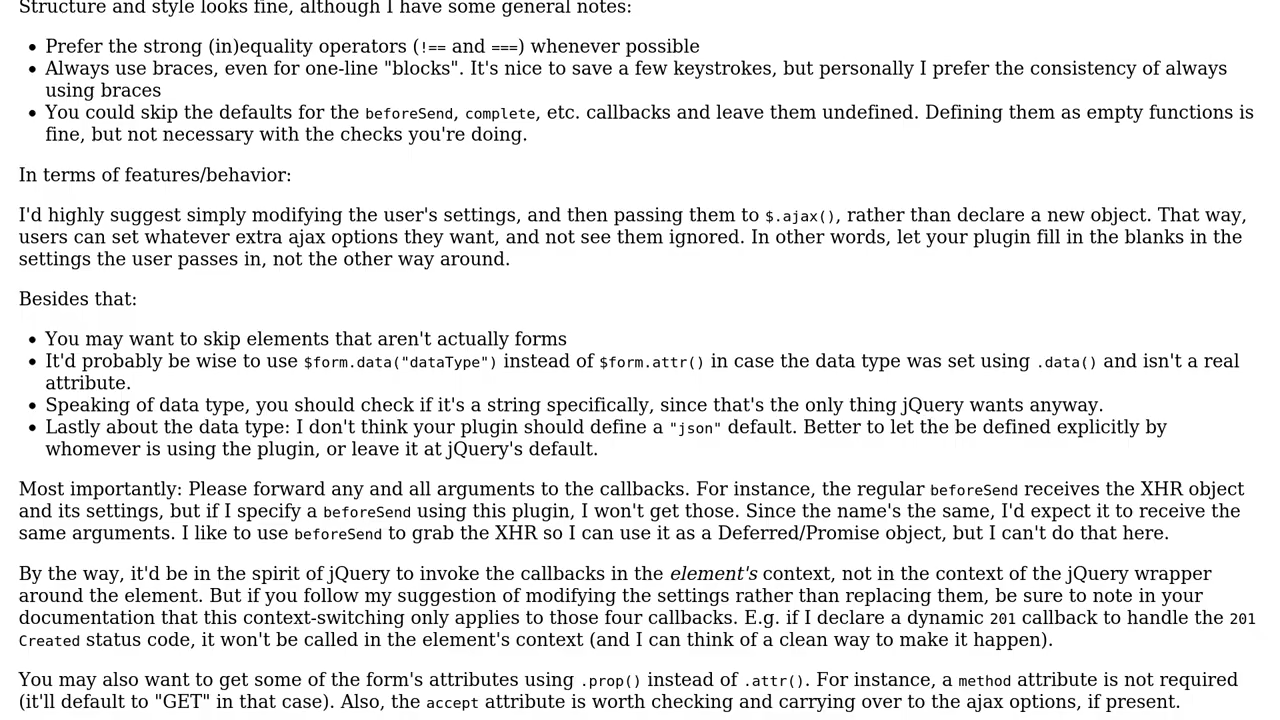 Structure and style looks fine, although I have some general notes:
• Prefer the strong (in)equality operators (!== and ===) whenever possible
• Always use braces, even for one-line "blocks". It's nice to save a few keystrokes, but personally I prefer the consistency of always
using braces
• You could skip the defaults for the beforeSend, complete, etc. callbacks and leave them undefined. Defining them as empty functions is
fine, but not necessary with the checks you're doing.
In terms of features/behavior:
I'd highly suggest simply modifying the user's settings, and then passing them to $.ajax(), rather than declare a new object. That way,
users can set whatever extra ajax options they want, and not see them ignored. In other words, let your plugin fill in the blanks in the
settings the user passes in, not the other way around.
Besides that:
• You may want to skip elements that aren't actually forms
• It'd probably be wise to use $form.data("dataType") instead of $form.attr() in case the data type was set using .data() and isn't a real
attribute.
• Speaking of data type, you should check if it's a string specifically, since that's the only thing jQuery wants anyway.
• Lastly about the data type: I don't think your plugin should define a "json" default. Better to let the be defined explicitly by
whomever is using the plugin, or leave it at jQuery's default.
Most importantly: Please forward any and all arguments to the callbacks. For instance, the regular beforeSend receives the XHR object
and its settings, but if I specify a beforeSend using this plugin, I won't get those. Since the name's the same, I'd expect it to receive the
same arguments. I like to use beforeSend to grab the XHR so I can use it as a Deferred/Promise object, but I can't do that here.
By the way, it'd be in the spirit of jQuery to invoke the callbacks in the element's context, not in the context of the jQuery wrapper
around the element. But if you follow my suggestion of modifying the settings rather than replacing them, be sure to note in your
documentation that this context-switching only applies to those four callbacks. E.g. if I declare a dynamic 201 callback to handle the 201
Created status code, it won't be called in the element's context (and I can think of a clean way to make it happen).
You may also want to get some of the form's attributes using .prop() instead of .attr(). For instance, a method attribute is not required
(it'll default to "GET" in that case). Also, the accept attribute is worth checking and carrying over to the ajax options, if present.